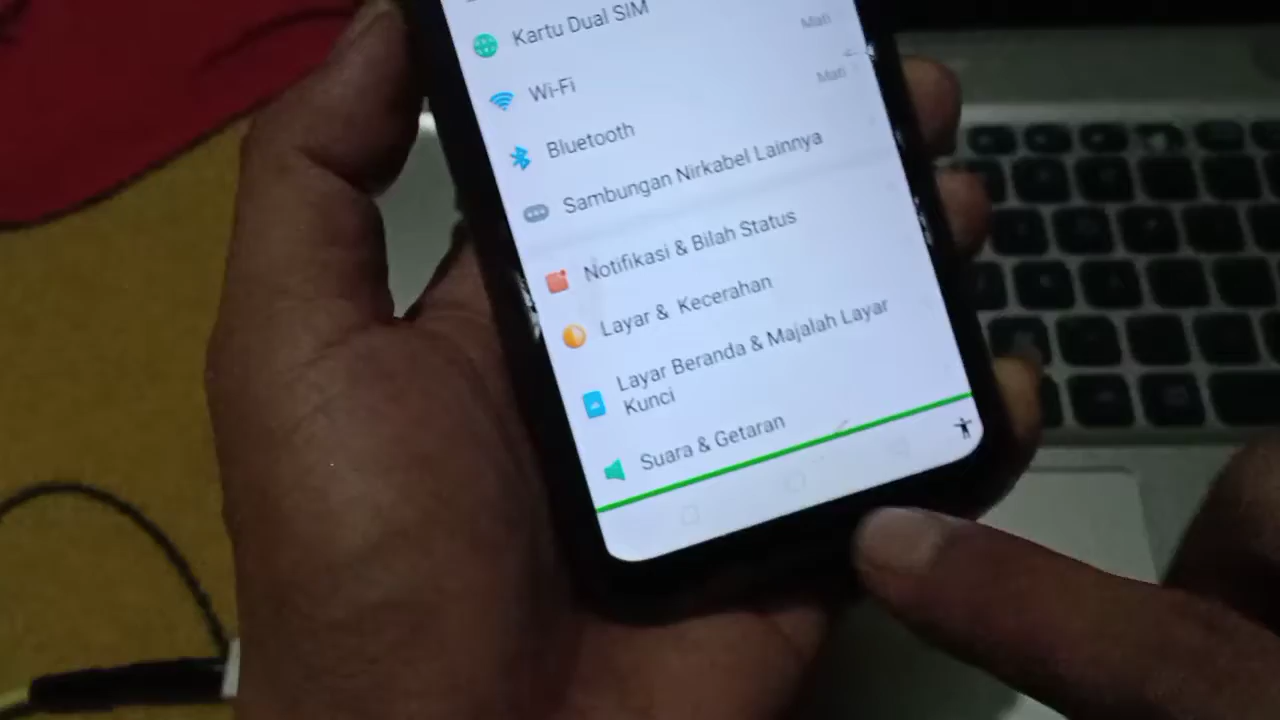 Kartu Dual SIM
Wi-Fi
Mati
Bluetooth
Mati
Sambungan Nirkabel Lainnya
Notifikasi & Bilah Status
Layar & Kecerahan
Layar Beranda & Majalah Layar
Kunci
Suara & Getaran